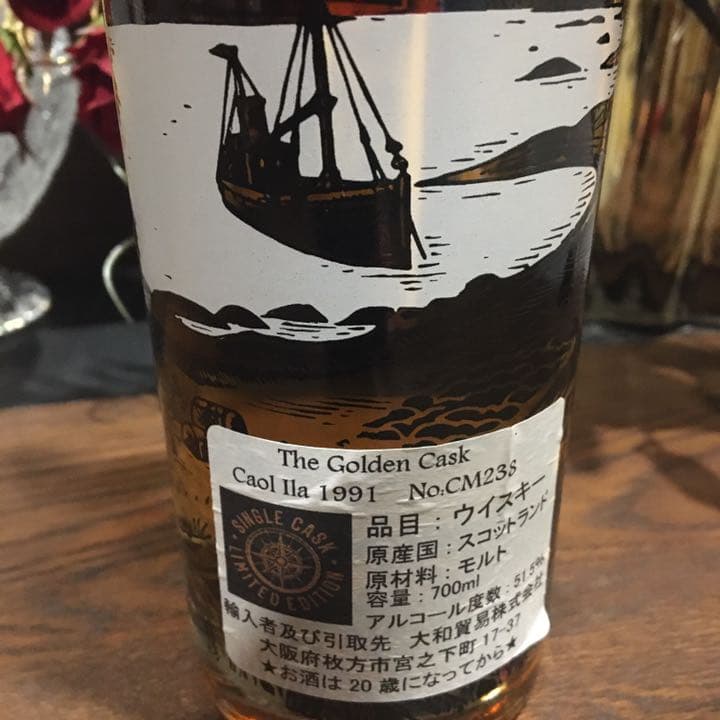 The Golden Cask
Caol Ila 1991 No.CM238
SINGLE CASK
LIMITED EDITION
品目 : ウイスキー
原産国 : スコットランド
原材料 : モルト
容量 : 700ml
アルコール度数 : 51.5%
輸入者及び引取先 大和貿易株式会社
大阪府枚方市宮之下町 17-37
★お酒は 20 歳になってから★